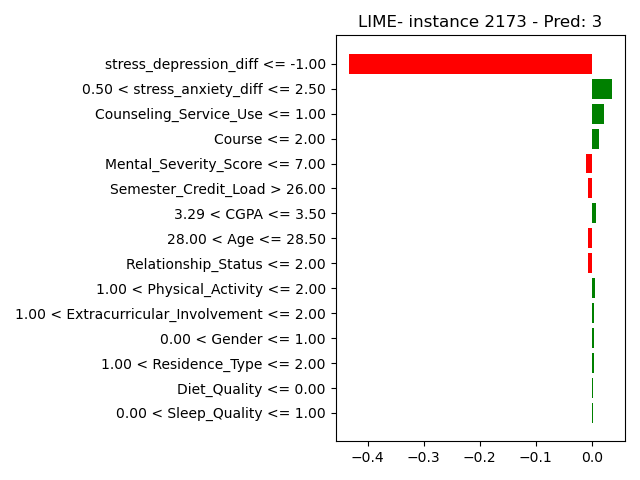 LIME- instance 2173 - Pred: 3
stress_depression_diff <= -1.00
0.50 < stress_anxiety_diff <= 2.50
Counseling_Service_Use <= 1.00
Course <= 2.00
Mental_Severity_Score <= 7.00
Semester_Credit_Load > 26.00
3.29 < CGPA <= 3.50
28.00 < Age <= 28.50
Relationship_Status <= 2.00
1.00 < Physical_Activity <= 2.00
1.00 < Extracurricular_Involvement <= 2.00
0.00 < Gender <= 1.00
1.00 < Residence_Type <= 2.00
Diet_Quality <= 0.00
0.00 < Sleep_Quality <= 1.00
−0.4 −0.3 −0.2 −0.1 0.0